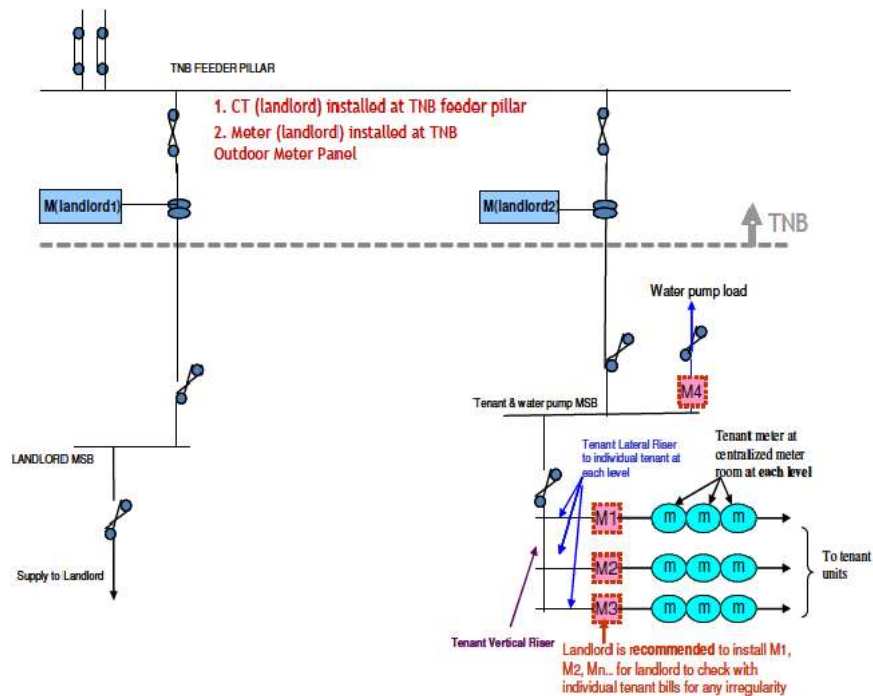 TNB FEEDER PILLAR
1. CT (landlord) installed at TNB feeder pillar
2. Meter (landlord) installed at TNB
Outdoor Meter Panel
M(landlord1)
M(landlord2)
TNB
Water pump load
M4
Tenant & water pump MSB
LANDLORD MSB
Tenant Lateral Riser
to individual tenant at
each level
Tenant meter at
centralized meter
room at each level
M1
m m m
M2
m m m
M3
m m m
To tenant
units
Supply to Landlord
Tenant Vertical Riser
Landlord is recommended to install M1,
M2, Mn... for landlord to check with
individual tenant bills for any irregularity